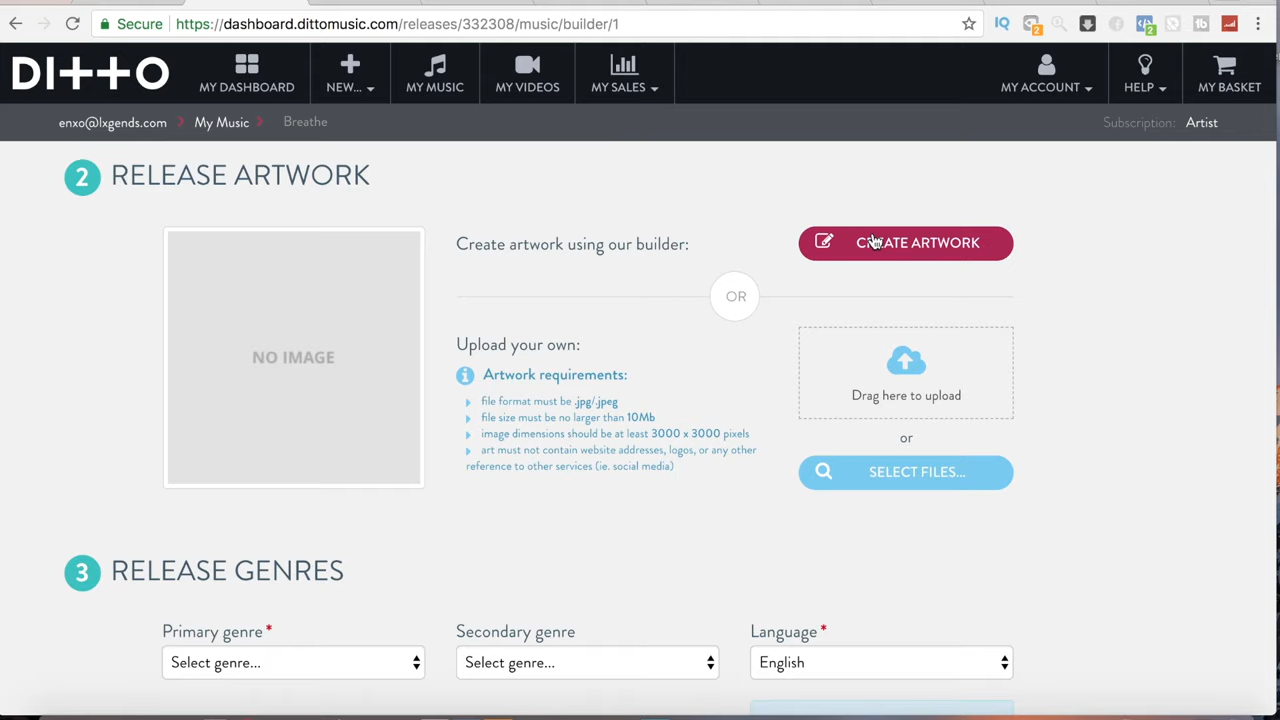 Secure
https://dashboard.dittomusic.com/releases/332308/music/builder/1
DITTO
MY DASHBOARD
NEW...
MY MUSIC
MY VIDEOS
MY SALES
MY ACCOUNT
HELP
MY BASKET
enxo@lxgends.com
My Music
Breathe
Subscription: Artist
2 RELEASE ARTWORK
NO IMAGE
Create artwork using our builder:
CREATE ARTWORK
OR
Upload your own:
Artwork requirements:
file format must be .jpg/.jpeg
file size must be no larger than 10Mb
image dimensions should be at least 3000 x 3000 pixels
art must not contain website addresses, logos, or any other
reference to other services (ie. social media)
Drag here to upload
or
SELECT FILES...
3 RELEASE GENRES
Primary genre *
Secondary genre
Language *
Select genre...
Select genre...
English